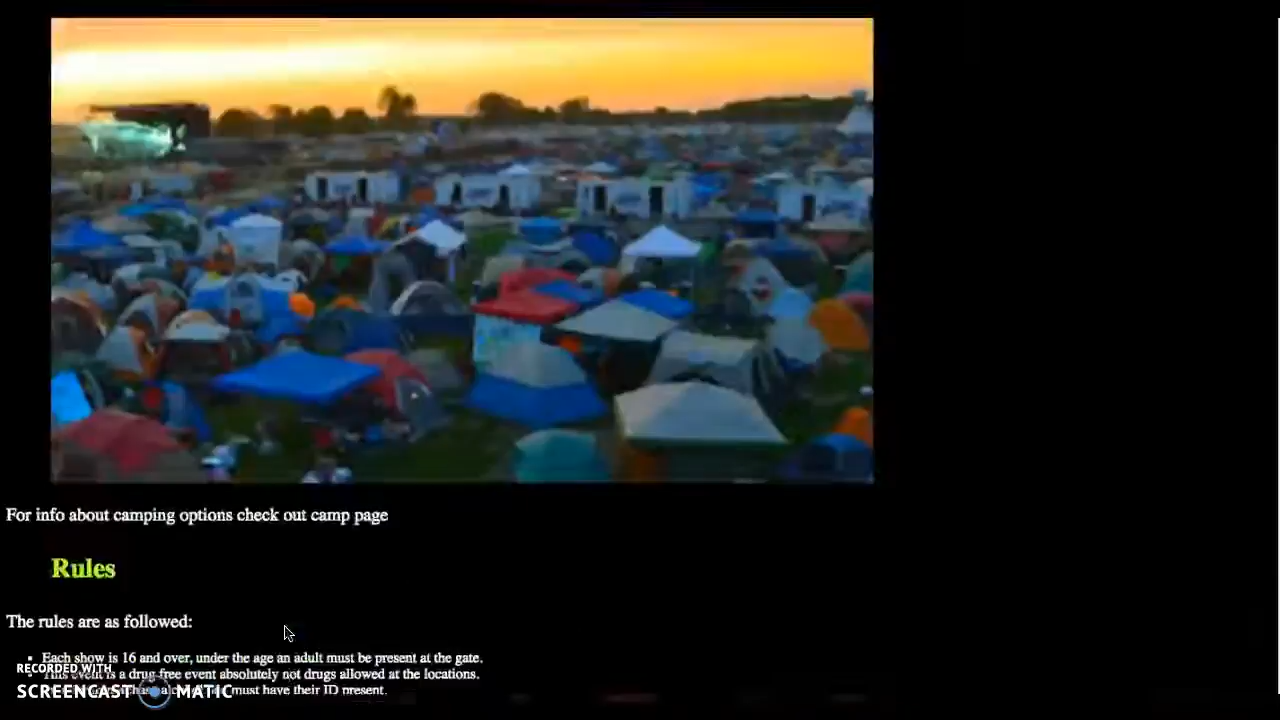 For info about camping options check out camp page
Rules
The rules are as followed:
Each show is 16 and over, under the age an adult must be present at the gate.
This event is a drug free event absolutely not drugs allowed at the locations.
must have their ID present.
RECORDED WITH
SCREENCAST MATIC